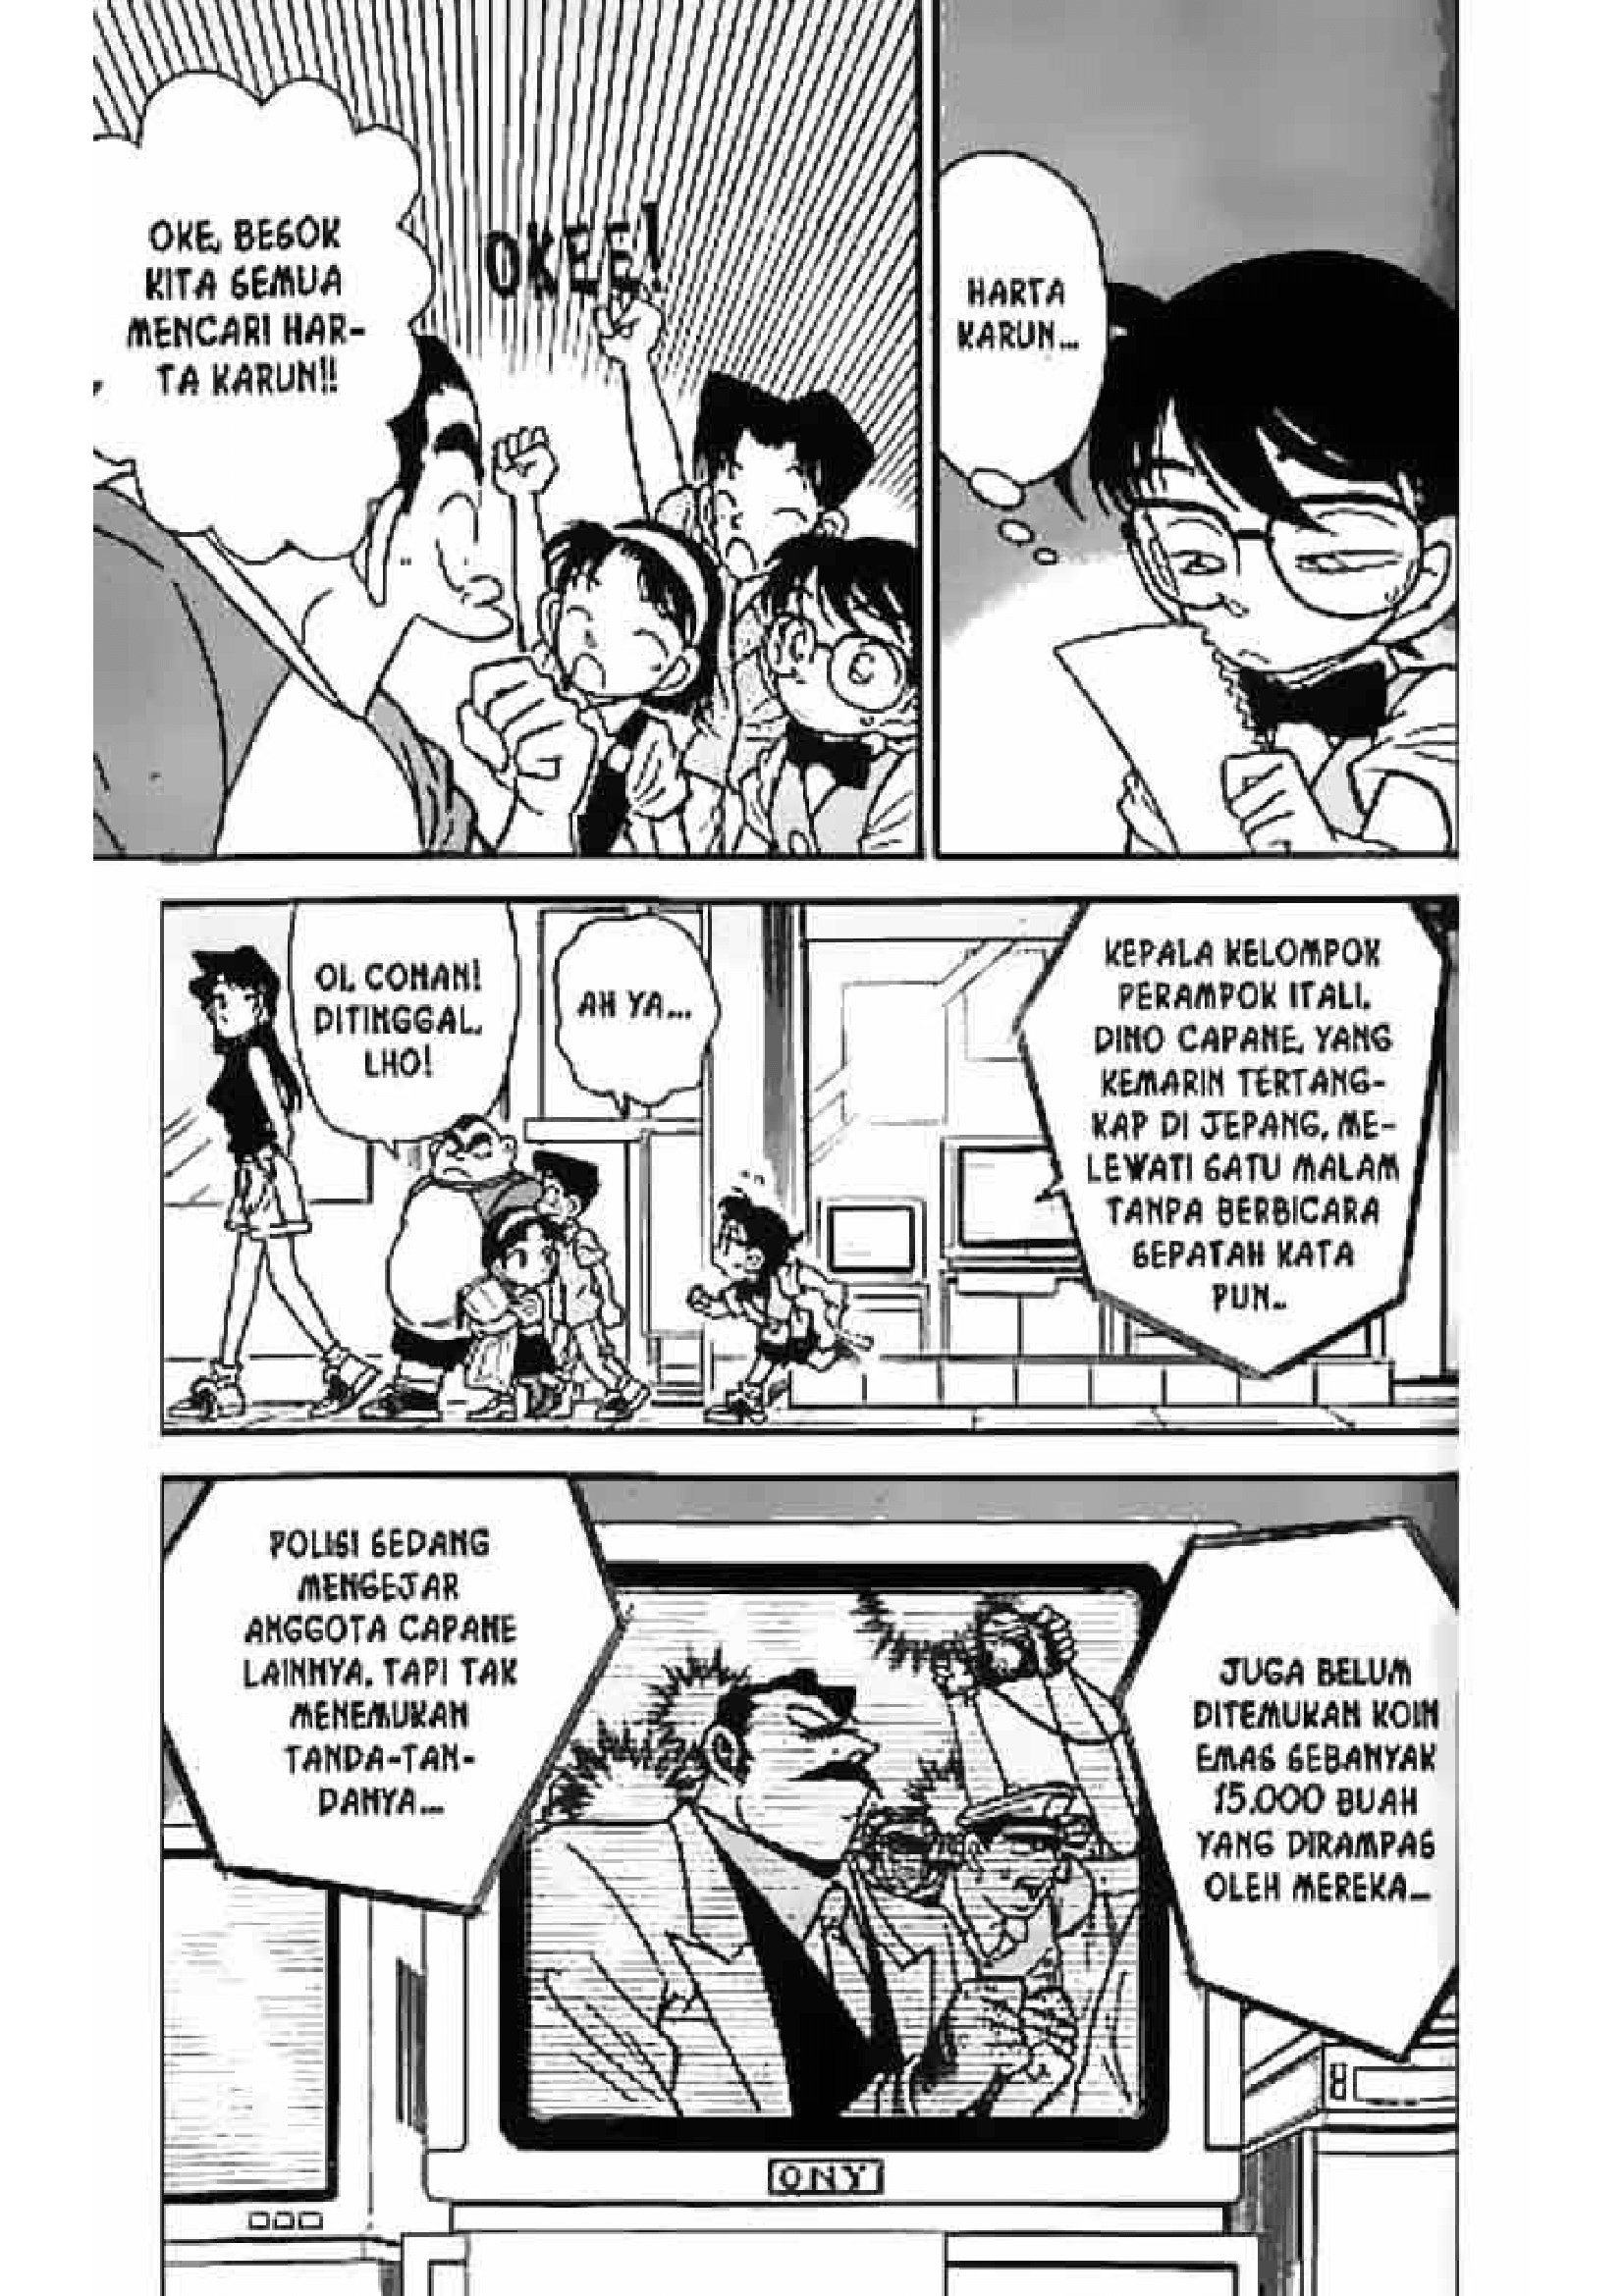 HARTA
KARUN...
OKEE!
OKE, BESOK
KITA SEMUA
MENCARI HAR-
TA KARUN!!
KEPALA KELOMPOK
PERAMPOK ITALI,
DINO CAPANE, YANG
KEMARIN TERTANG-
KAP DI JEPANG, ME-
LEWATI SATU MALAM
TANPA BERBICARA
SEPATAH KATA
PUN..
AH YA...
OI, CONAN!
DITINGGAL,
LHO!
JUGA BELUM
DITEMUKAN KOIN
EMAS SEBANYAK
15.000 BUAH
YANG DIRAMPAS
OLEH MEREKA...
POLISI SEDANG
MENGEJAR
ANGGOTA CAPANE
LAINNYA, TAPI TAK
MENEMUKAN
TANDA-TAN-
DANYA...
QNY